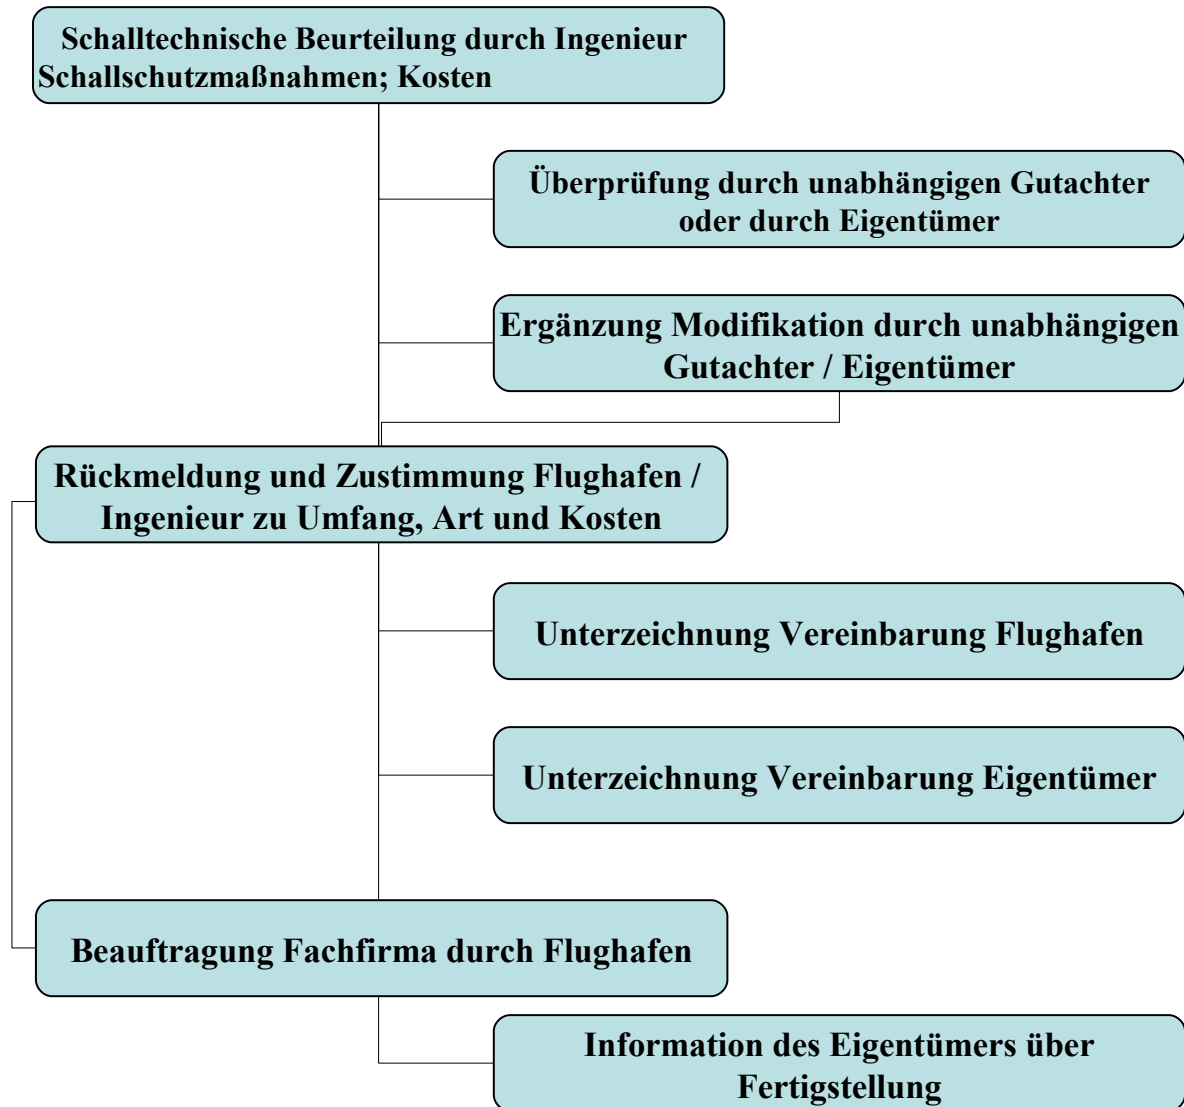 Schalltechnische Beurteilung durch Ingenieur
Schallschutzmaßnahmen; Kosten
Überprüfung durch unabhängigen Gutachter
oder durch Eigentümer
Ergänzung Modifikation durch unabhängigen
Gutachter / Eigentümer
Rückmeldung und Zustimmung Flughafen /
Ingenieur zu Umfang, Art und Kosten
Unterzeichnung Vereinbarung Flughafen
Unterzeichnung Vereinbarung Eigentümer
Beauftragung Fachfirma durch Flughafen
Information des Eigentümers über
Fertigstellung